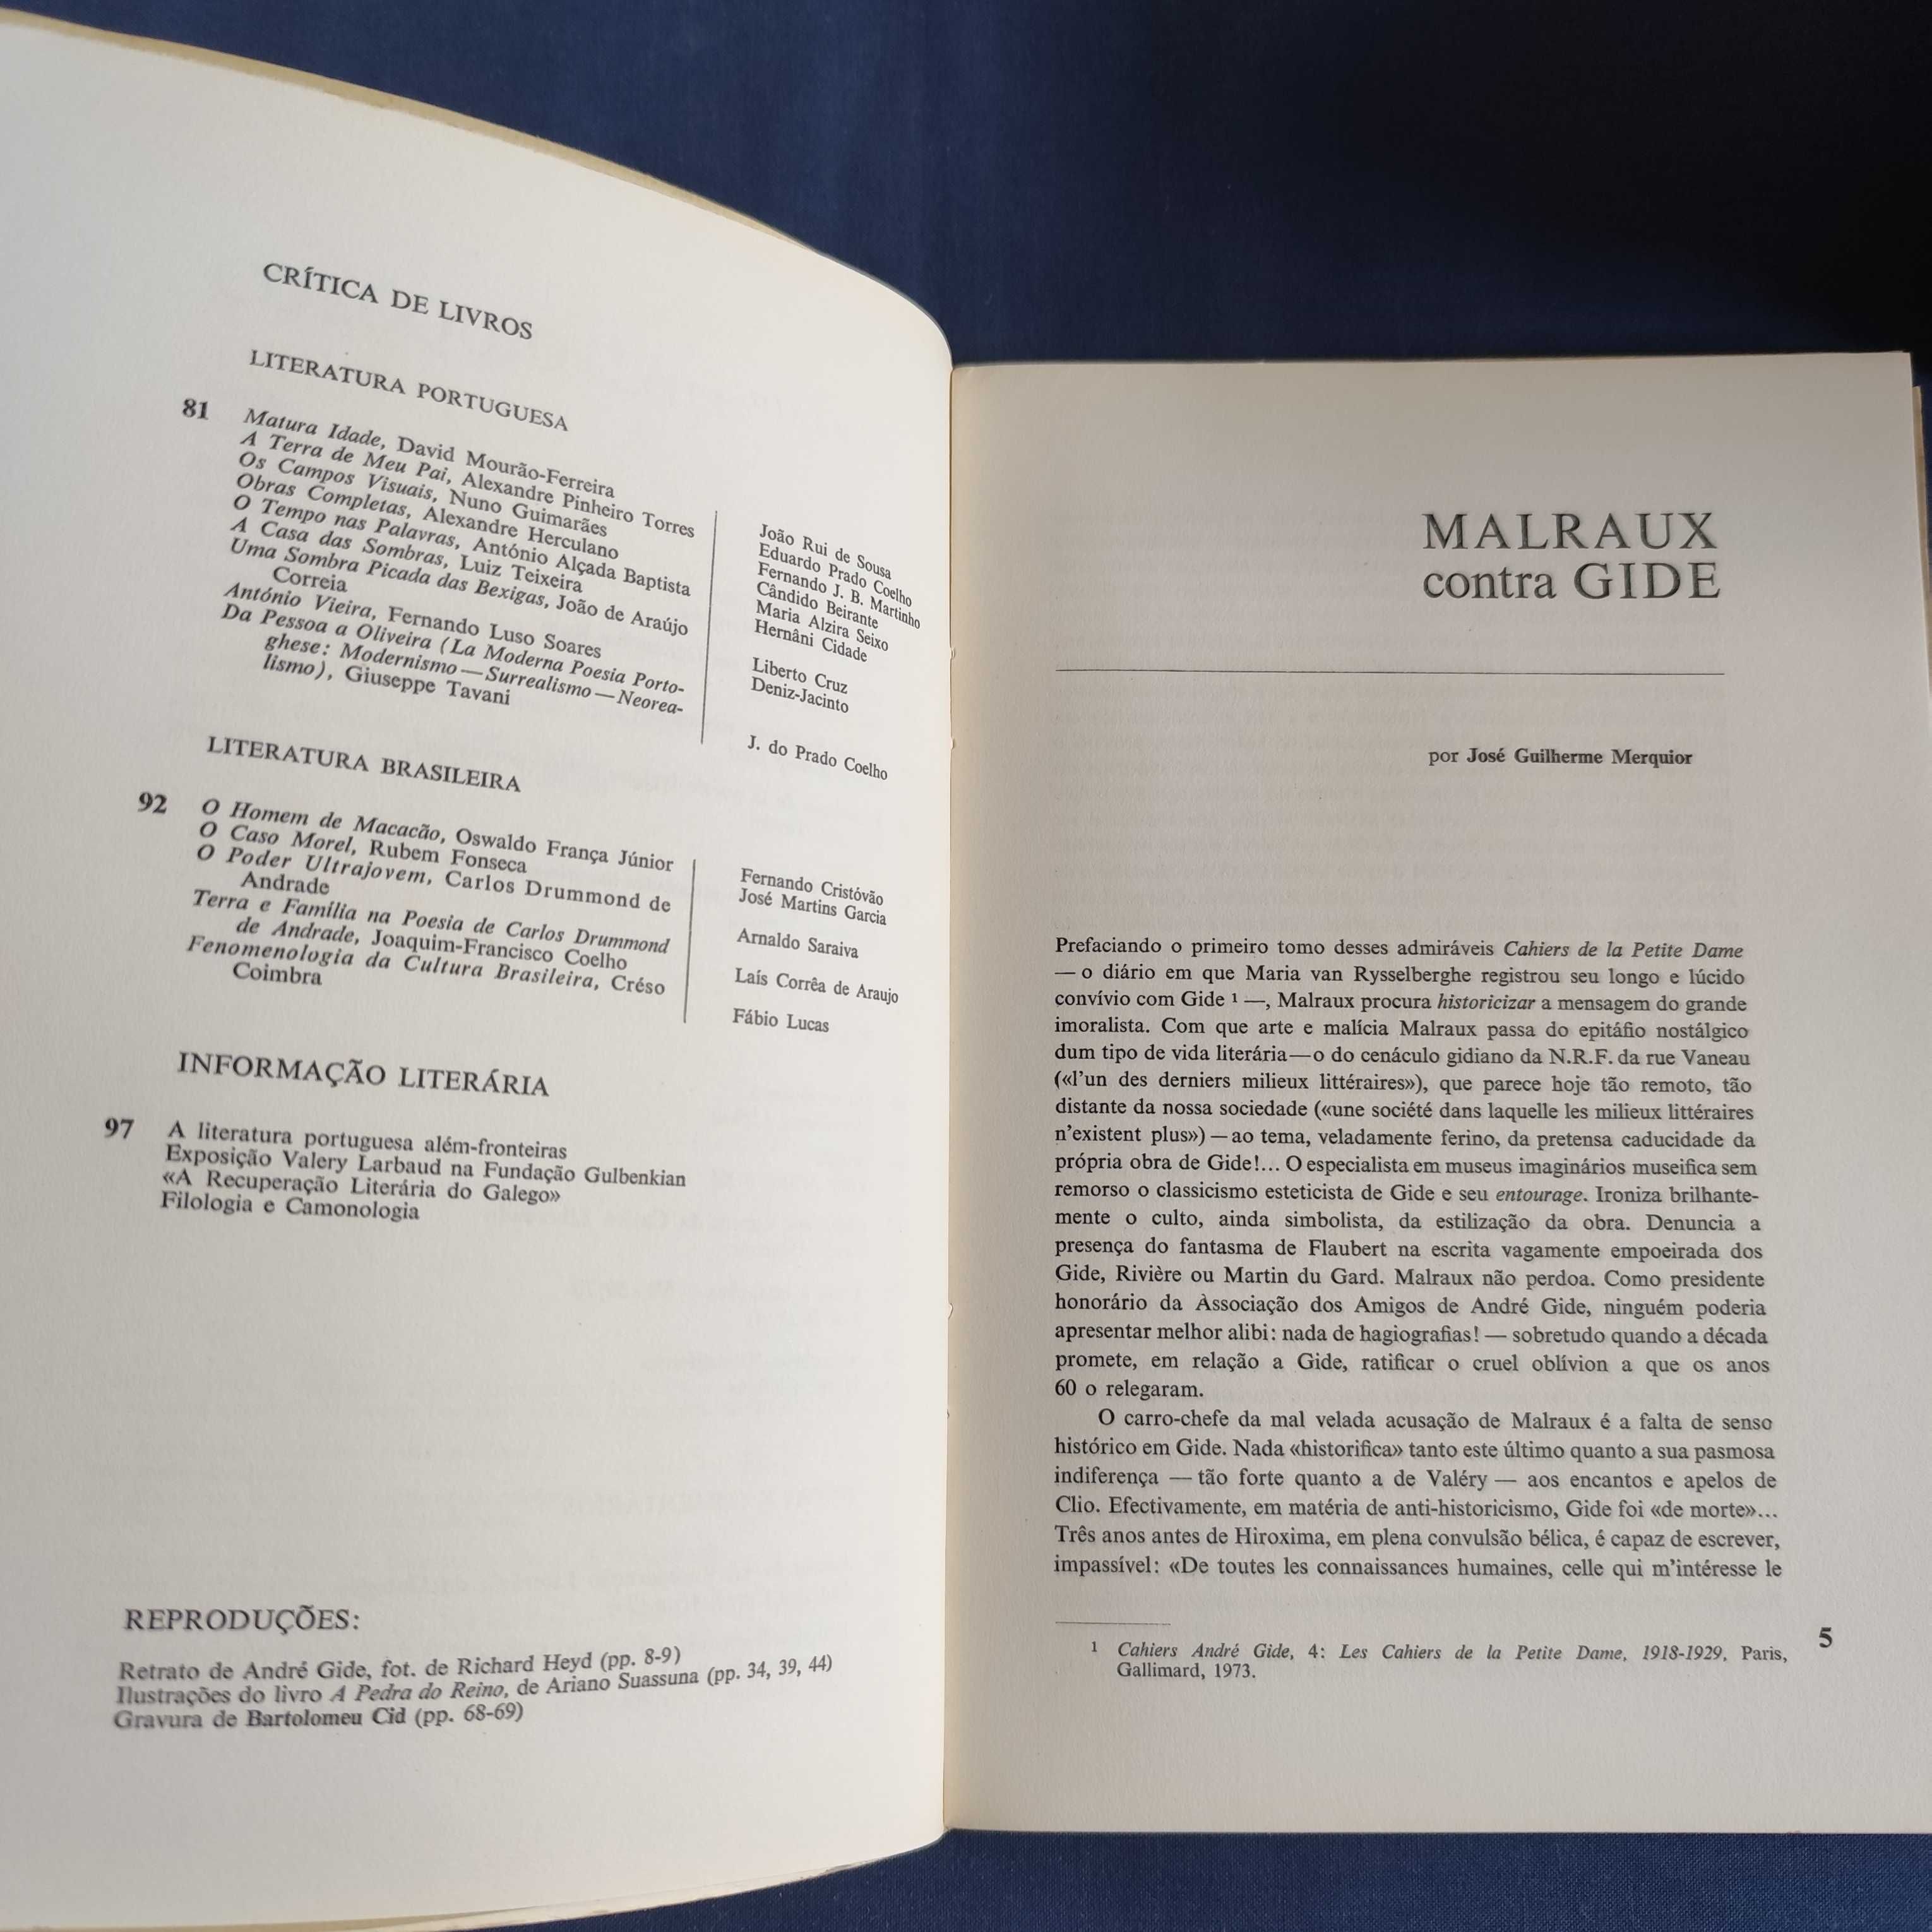 CRÍTICA DE LIVROS
LITERATURA PORTUGUESA
81
Matura Idade, David Mourão-Ferreira
A Terra de Meu Pai, Alexandre Pinheiro Torres
Os Campos Visuais, Nuno Guimarães
Obras Completas, Alexandre Herculano
O Tempo nas Palavras, António Alçada Baptista
A Casa das Sombras, Luiz Teixeira
Uma Sombra Picada das Bexigas, João de Araújo
Correia
António Vieira, Fernando Luso Soares
Da Pessoa a Oliveira (La Moderna Poesia Porto-
ghese: Modernismo — Surrealismo — Neorea-
lismo), Giuseppe Tavani
João Rui de Sousa
Eduardo Prado Coelho
Fernando J. B. Martinho
Cândido Beirante
Maria Alzira Seixo
Hernâni Cidade
Liberto Cruz
Deniz-Jacinto
J. do Prado Coelho
LITERATURA BRASILEIRA
92
O Homem de Macacão, Oswaldo França Júnior
O Caso Morel, Rubem Fonseca
O Poder Ultrajovem, Carlos Drummond de
Andrade
Terra e Família na Poesia de Carlos Drummond
de Andrade, Joaquim-Francisco Coelho
Fenomenologia da Cultura Brasileira, Créso
Coimbra
Fernando Cristóvão
José Martins Garcia
Arnaldo Saraiva
Laís Corrêa de Araujo
Fábio Lucas
INFORMAÇÃO LITERÁRIA
97
A literatura portuguesa além-fronteiras
Exposição Valery Larbaud na Fundação Gulbenkian
«A Recuperação Literária do Galego»
Filologia e Camonologia
REPRODUÇÕES:
Retrato de André Gide, fot. de Richard Heyd (pp. 8-9)
Ilustrações do livro A Pedra do Reino, de Ariano Suassuna (pp. 34, 39, 44)
Gravura de Bartolomeu Cid (pp. 68-69)
MALRAUX
contra GIDE
por José Guilherme Merquior
Prefaciando o primeiro tomo desses admiráveis Cahiers de la Petite Dame
— o diário em que Maria van Rysselberghe registrou seu longo e lúcido
convívio com Gide ¹ —, Malraux procura historicizar a mensagem do grande
imoralista. Com que arte e malícia Malraux passa do epitáfio nostálgico
dum tipo de vida literária — o do cenáculo gidiano da N.R.F. da rue Vaneau
(«l'un des derniers milieux littéraires»), que parece hoje tão remoto, tão
distante da nossa sociedade («une société dans laquelle les milieux littéraires
n'existent plus») — ao tema, veladamente ferino, da pretensa caducidade da
própria obra de Gide!... O especialista em museus imaginários museifica sem
remorso o classicismo esteticista de Gide e seu entourage. Ironiza brilhante-
mente o culto, ainda simbolista, da estilização da obra. Denuncia a
presença do fantasma de Flaubert na escrita vagamente empoeirada dos
Gide, Rivière ou Martin du Gard. Malraux não perdoa. Como presidente
honorário da Associação dos Amigos de André Gide, ninguém poderia
apresentar melhor alibi: nada de hagiografias! — sobretudo quando a década
promete, em relação a Gide, ratificar o cruel oblívion a que os anos
60 o relegaram.
O carro-chefe da mal velada acusação de Malraux é a falta de senso
histórico em Gide. Nada «historifica» tanto este último quanto a sua pasmosa
indiferença — tão forte quanto a de Valéry — aos encantos e apelos de
Clio. Efectivamente, em matéria de anti-historicismo, Gide foi «de morte»...
Três anos antes de Hiroxima, em plena convulsão bélica, é capaz de escrever,
impassível: «De toutes les connaissances humaines, celle qui m'intéresse le
¹ Cahiers André Gide, 4: Les Cahiers de la Petite Dame, 1918-1929, Paris,
Gallimard, 1973.
5